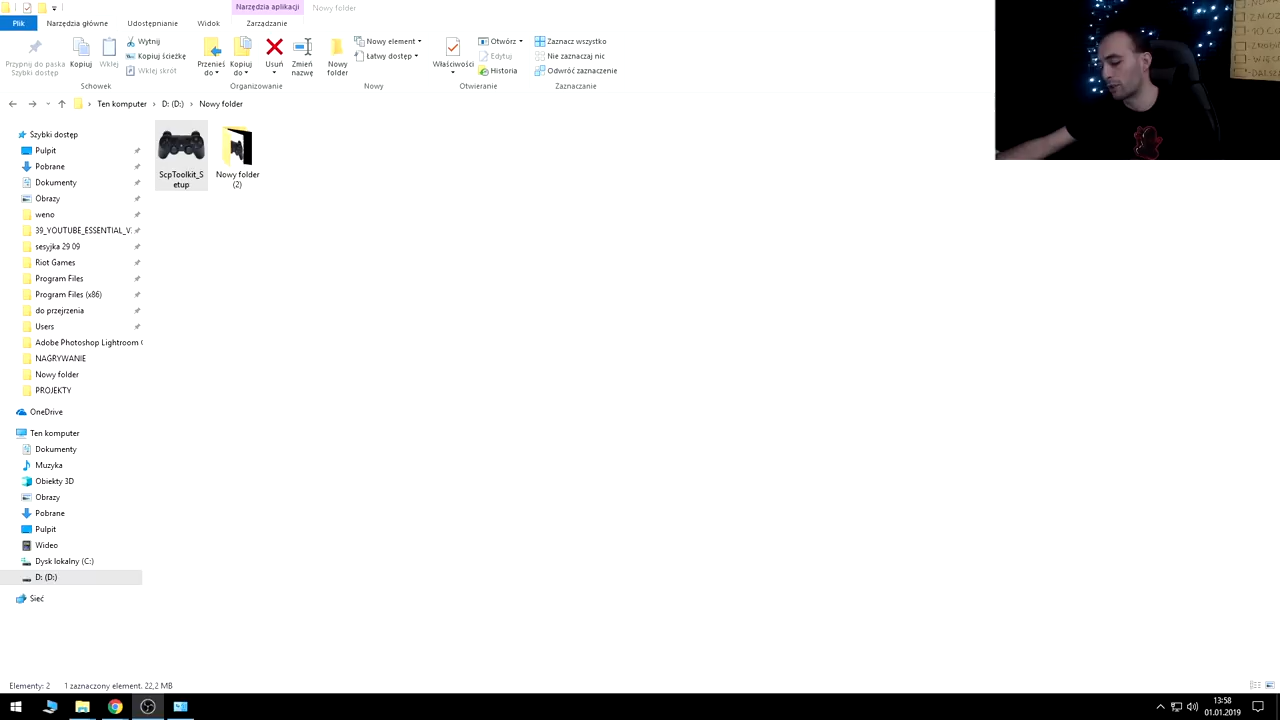 Narzędzia aplikacji
Nowy folder
Plik
Narzędzia główne
Udostępnianie
Widok
Zarządzanie
Przypnij do paska
Szybki dostęp
Kopiuj
Wklej
Wytnij
Kopiuj ścieżkę
Wklej skrót
Schowek
Przenieś
do
Kopiuj
do
Usuń
Zmień
nazwę
Organizowanie
Nowy
folder
Nowy element
Łatwy dostęp
Nowy
Właściwości
Otwórz
Edytuj
Historia
Otwieranie
Zaznacz wszystko
Nie zaznaczaj nic
Odwróć zaznaczenie
Zaznaczanie
Ten komputer
D: (D:)
Nowy folder
Szybki dostęp
Pulpit
Pobrane
Dokumenty
Obrazy
weno
39_YOUTUBE_ESSENTIAL_V.
sesyjka 29 09
Riot Games
Program Files
Program Files (x86)
do przejrzenia
Users
Adobe Photoshop Lightroom
NAGRYWANIE
Nowy folder
PROJEKTY
OneDrive
Ten komputer
Dokumenty
Muzyka
Obiekty 3D
Obrazy
Pobrane
Pulpit
Wideo
Dysk lokalny (C:)
D: (D:)
Sieć
ScpToolkit_S
etup
Nowy folder
(2)
Elementy: 2
1 zaznaczony element. 22,2 MB
13:58
01.01.2019